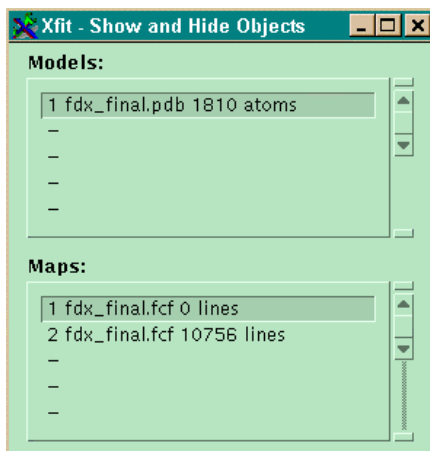 Xfit - Show and Hide Objects
Models:
1 fdx_final.pdb 1810 atoms
–
–
–
–
Maps:
1 fdx_final.fcf 0 lines
2 fdx_final.fcf 10756 lines
–
–
–